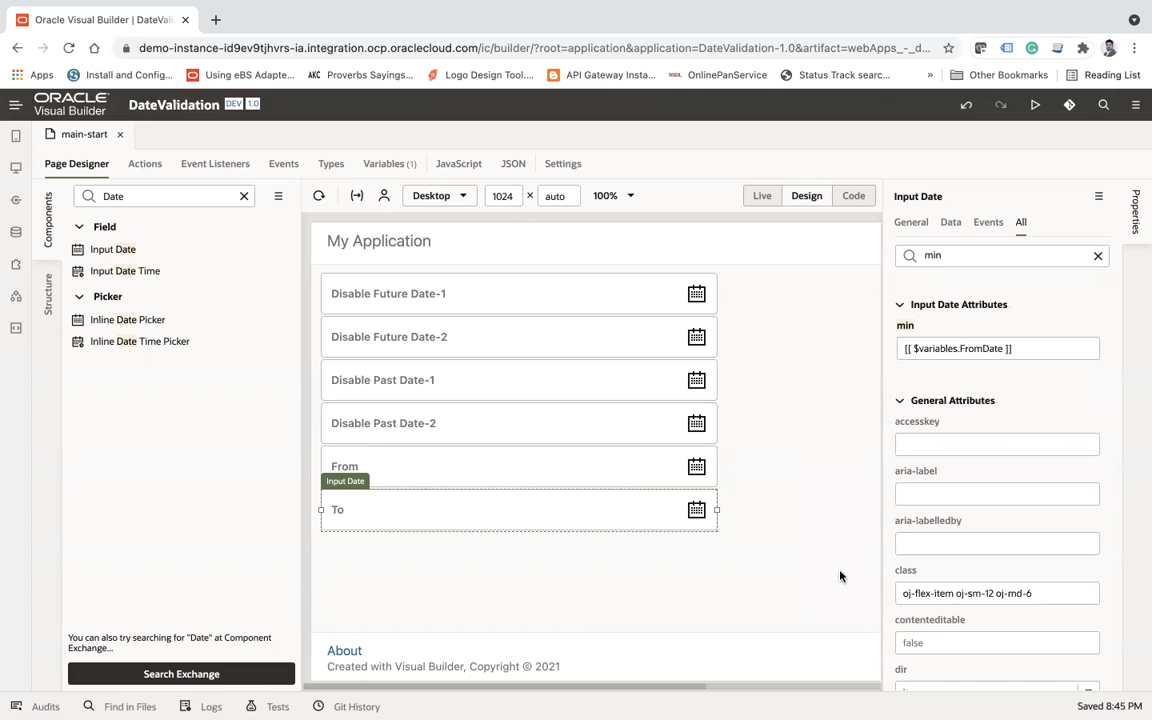 Oracle Visual Builder | DateVali
demo-instance-id9ev9tjhvrs-ia.integration.ocp.oraclecloud.com/ic/builder/?root=application&application=DateValidation-1.0&artifact=webApps_-_d...
Apps
Install and Config...
Using eBS Adapte...
AKC Proverbs Sayings...
Logo Design Tool....
API Gateway Insta...
OnlinePanService
Status Track searc...
»
Other Bookmarks
Reading List
ORACLE
Visual Builder
DateValidation DEV 1.0
main-start
Page Designer
Actions
Event Listeners
Events
Types
Variables (1)
JavaScript
JSON
Settings
Components
Structure
Date
Field
Input Date
Input Date Time
Picker
Inline Date Picker
Inline Date Time Picker
You can also try searching for "Date" at Component
Exchange...
Search Exchange
Desktop
1024 × auto
100%
Live
Design
Code
My Application
Disable Future Date-1
Disable Future Date-2
Disable Past Date-1
Disable Past Date-2
From
Input Date
To
About
Created with Visual Builder, Copyright © 2021
Input Date
General
Data
Events
All
min
Input Date Attributes
min
[[ $variables.FromDate ]]
General Attributes
accesskey
aria-label
aria-labelledby
class
oj-flex-item oj-sm-12 oj-md-6
contenteditable
false
dir
Properties
Audits
Find in Files
Logs
Tests
Git History
Saved 8:45 PM